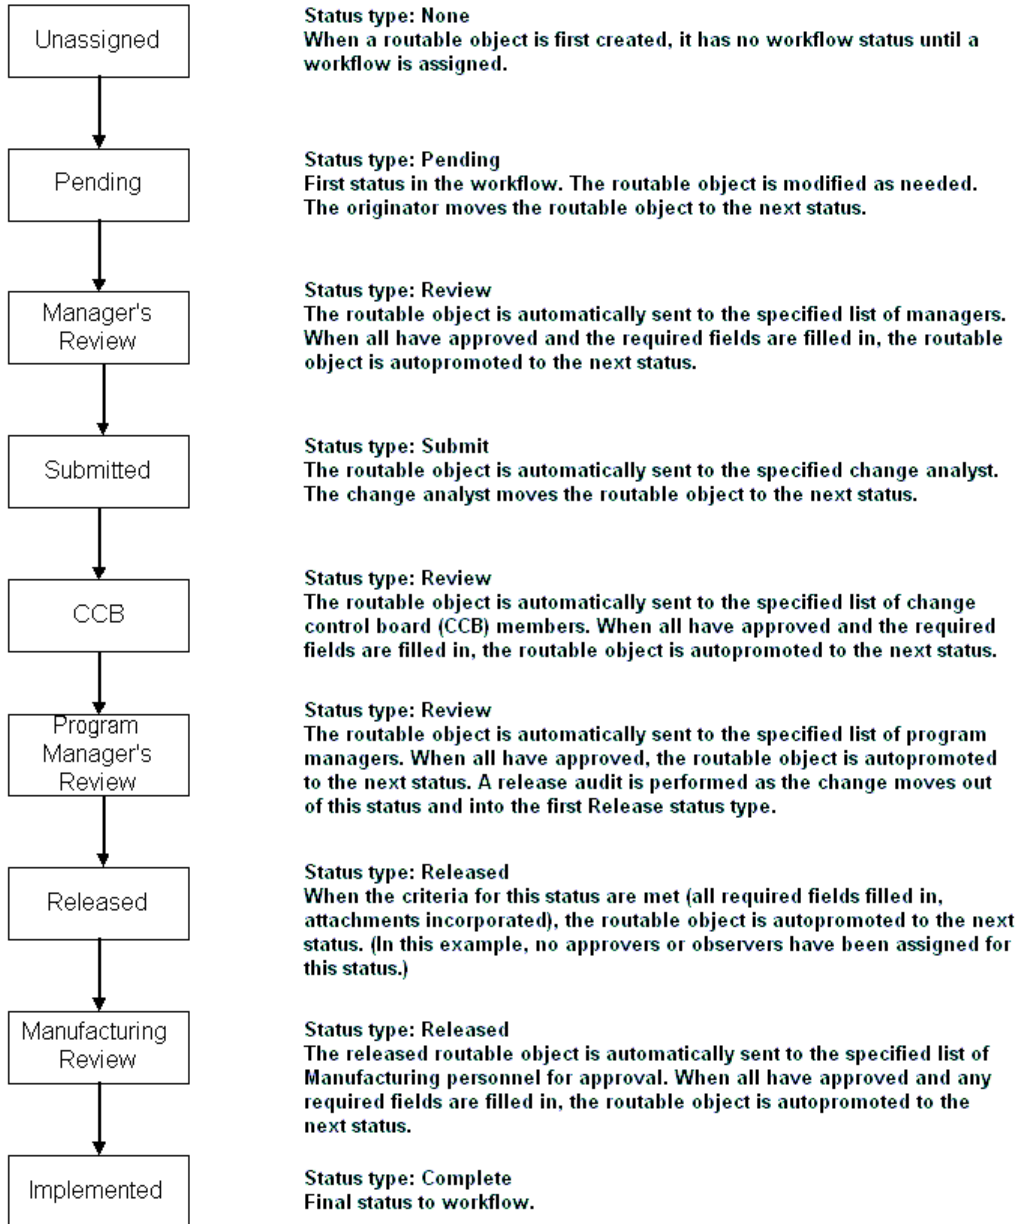 Unassigned
Status type: None
When a routable object is first created, it has no workflow status until a
workflow is assigned.
Pending
Status type: Pending
First status in the workflow. The routable object is modified as needed.
The originator moves the routable object to the next status.
Manager's
Review
Status type: Review
The routable object is automatically sent to the specified list of managers.
When all have approved and the required fields are filled in, the routable
object is autopromoted to the next status.
Submitted
Status type: Submit
The routable object is automatically sent to the specified change analyst.
The change analyst moves the routable object to the next status.
CCB
Status type: Review
The routable object is automatically sent to the specified list of change
control board (CCB) members. When all have approved and the required
fields are filled in, the routable object is autopromoted to the next status.
Program
Manager's
Review
Status type: Review
The routable object is automatically sent to the specified list of program
managers. When all have approved, the routable object is autopromoted
to the next status. A release audit is performed as the change moves out
of this status and into the first Release status type.
Released
Status type: Released
When the criteria for this status are met (all required fields filled in,
attachments incorporated), the routable object is autopromoted to the next
status. (In this example, no approvers or observers have been assigned for
this status.)
Manufacturing
Review
Status type: Released
The released routable object is automatically sent to the specified list of
Manufacturing personnel for approval. When all have approved and any
required fields are filled in, the routable object is autopromoted to the
next status.
Implemented
Status type: Complete
Final status to workflow.